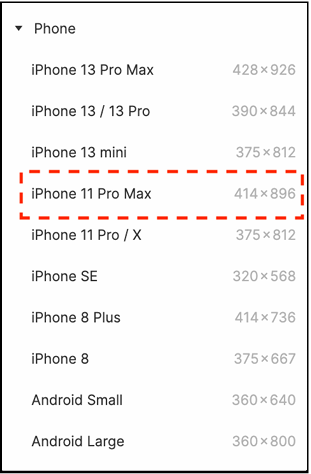 Phone
iPhone 13 Pro Max 428×926
iPhone 13 / 13 Pro 390×844
iPhone 13 mini 375×812
iPhone 11 Pro Max 414×896
iPhone 11 Pro / X 375×812
iPhone SE 320×568
iPhone 8 Plus 414×736
iPhone 8 375×667
Android Small 360×640
Android Large 360×800